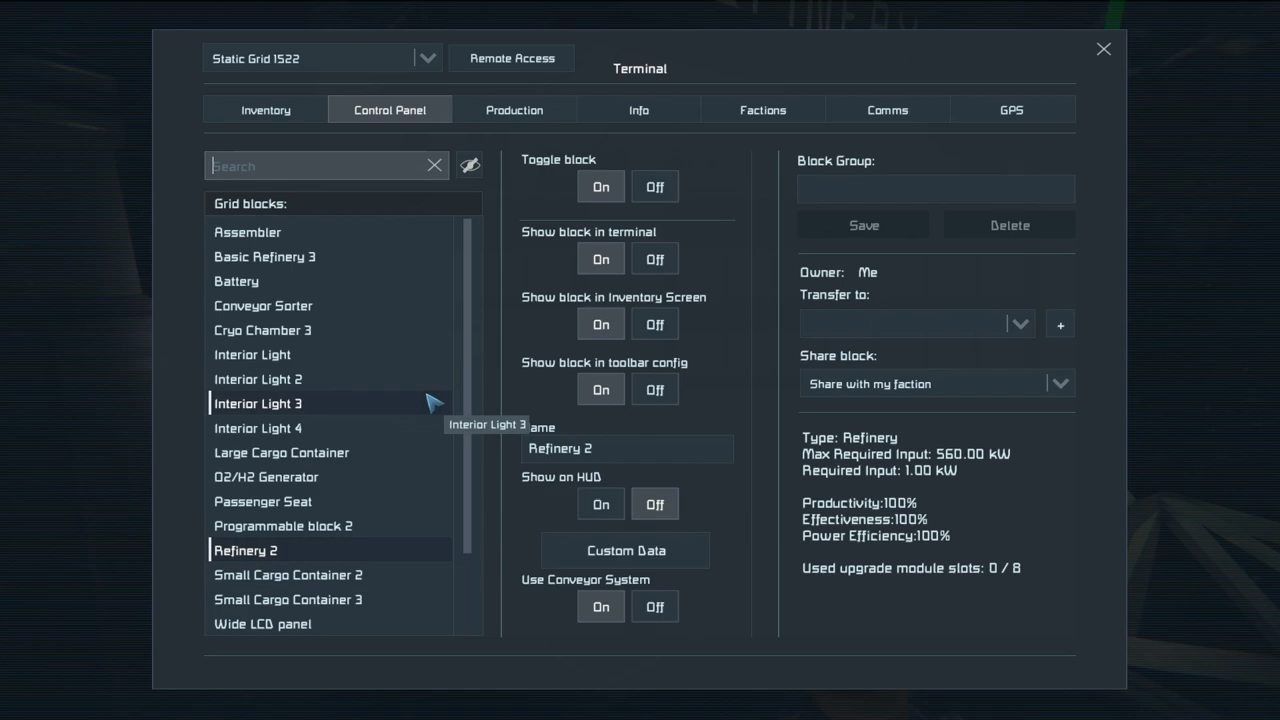 Static Grid 1522
Remote Access
Terminal
Inventory
Control Panel
Production
Info
Factions
Comms
GPS
Search
Grid blocks:
Assembler
Basic Refinery 3
Battery
Conveyor Sorter
Cryo Chamber 3
Interior Light
Interior Light 2
Interior Light 3
Interior Light 4
Large Cargo Container
O2/H2 Generator
Passenger Seat
Programmable block 2
Refinery 2
Small Cargo Container 2
Small Cargo Container 3
Wide LCD panel
Interior Light 3
Toggle block
On Off
Show block in terminal
On Off
Show block in Inventory Screen
On Off
Show block in toolbar config
On Off
ame
Refinery 2
Show on HUD
On Off
Custom Data
Use Conveyor System
On Off
Block Group:
Save
Delete
Owner: Me
Transfer to:
+
Share block:
Share with my faction
Type: Refinery
Max Required Input: 560.00 kW
Required Input: 1.00 kW
Productivity:100%
Effectiveness:100%
Power Efficiency:100%
Used upgrade module slots: 0 / 8